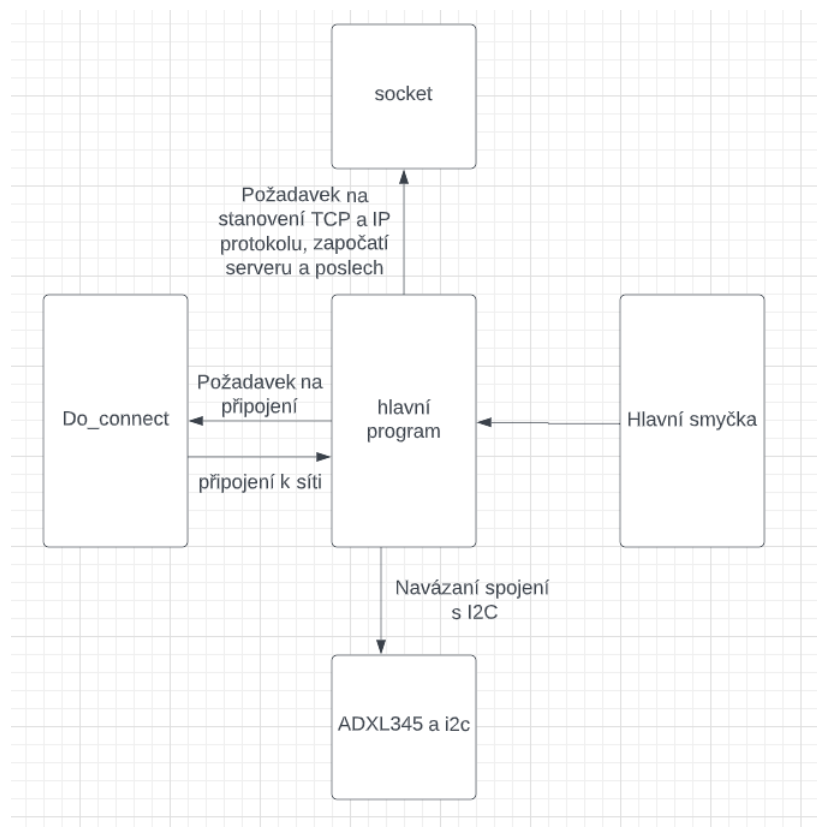 socket
Požadavek na
stanovení TCP a IP
protokolu, započatí
serveru a poslech
Do_connect
Požadavek na
připojení
připojení k síti
hlavní
program
Hlavní smyčka
Navázaní spojení
s I2C
ADXL345 a i2c